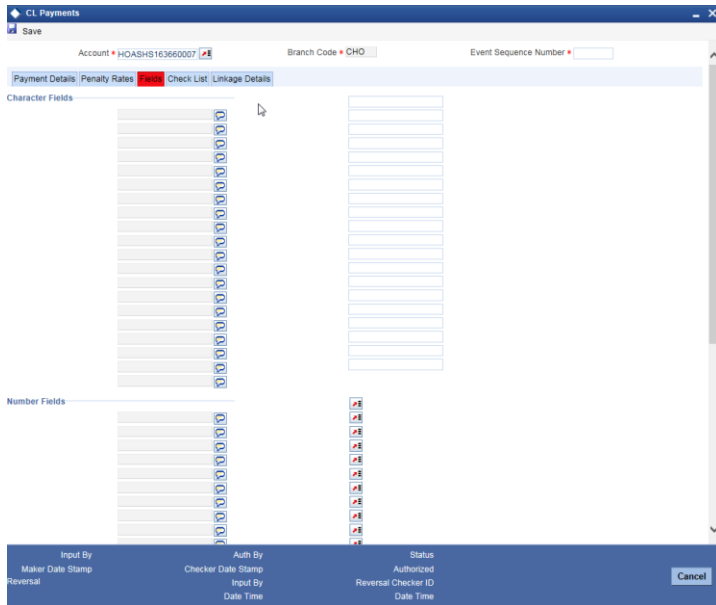 CL Payments
Save
Account * HOASHS163660007 Branch Code * CHO Event Sequence Number *
Payment Details Penalty Rates Fields Check List Linkage Details
Character Fields
Number Fields
Input By Auth By Status
Maker Date Stamp Checker Date Stamp Authorized
Reversal Input By Reversal Checker ID
Date Time Date Time
Cancel